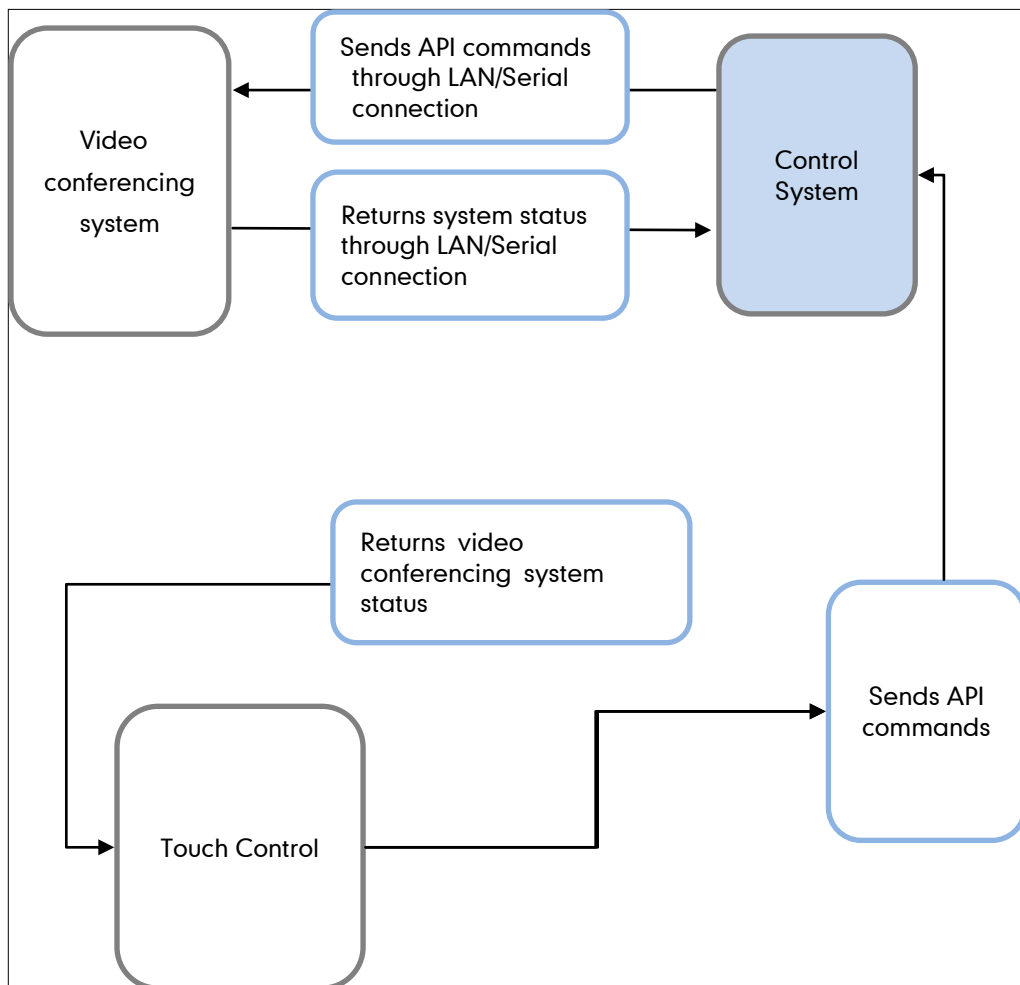 Sends API commands
through LAN/Serial
connection
Video
conferencing
system
Control
System
Returns system status
through LAN/Serial
connection
Returns video
conferencing system
status
Sends API
commands
Touch Control